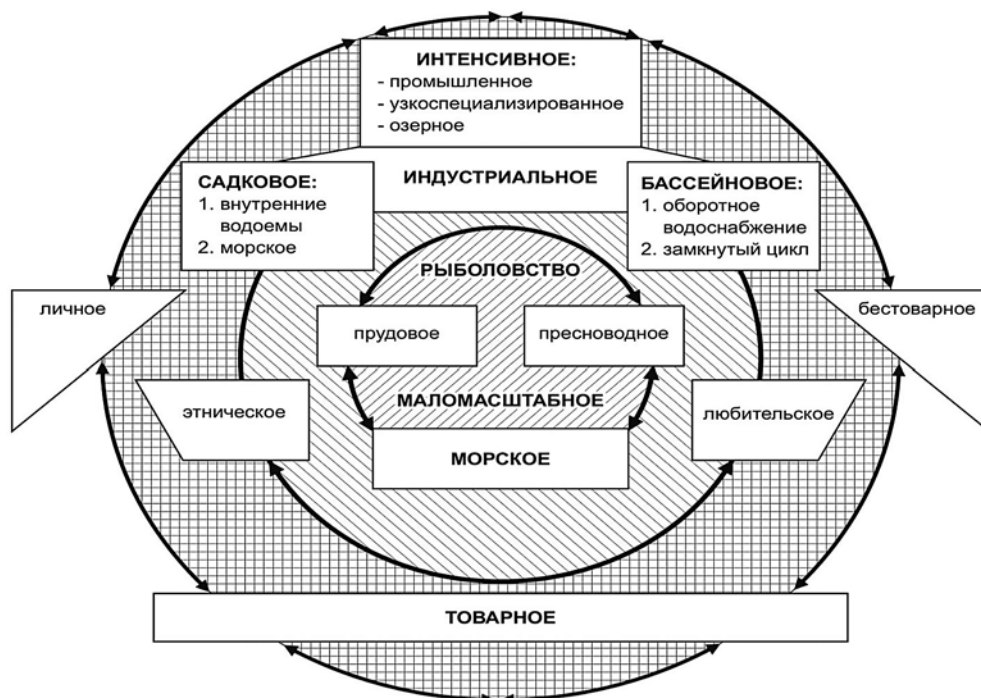 ИНТЕНСИВНОЕ:
- промышленное
- узкоспециализированное
- озерное
ИНДУСТРИАЛЬНОЕ
САДКОВОЕ:
1. внутренние
водоемы
2. морское
БАССЕЙНОВОЕ:
1. оборотное
водоснабжение
2. замкнутый цикл
РЫБОЛОВСТВО
личное
бестоварное
прудовое
пресноводное
МАЛОМАСШТАБНОЕ
этническое
любительское
МОРСКОЕ
ТОВАРНОЕ